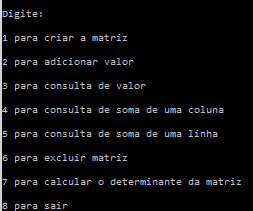 Digite:
1 para criar a matriz
2 para adicionar valor
3 para consulta de valor
4 para consulta de soma de uma coluna
5 para consulta de soma de uma linha
6 para excluir matriz
7 para calcular o determinante da matriz
8 para sair